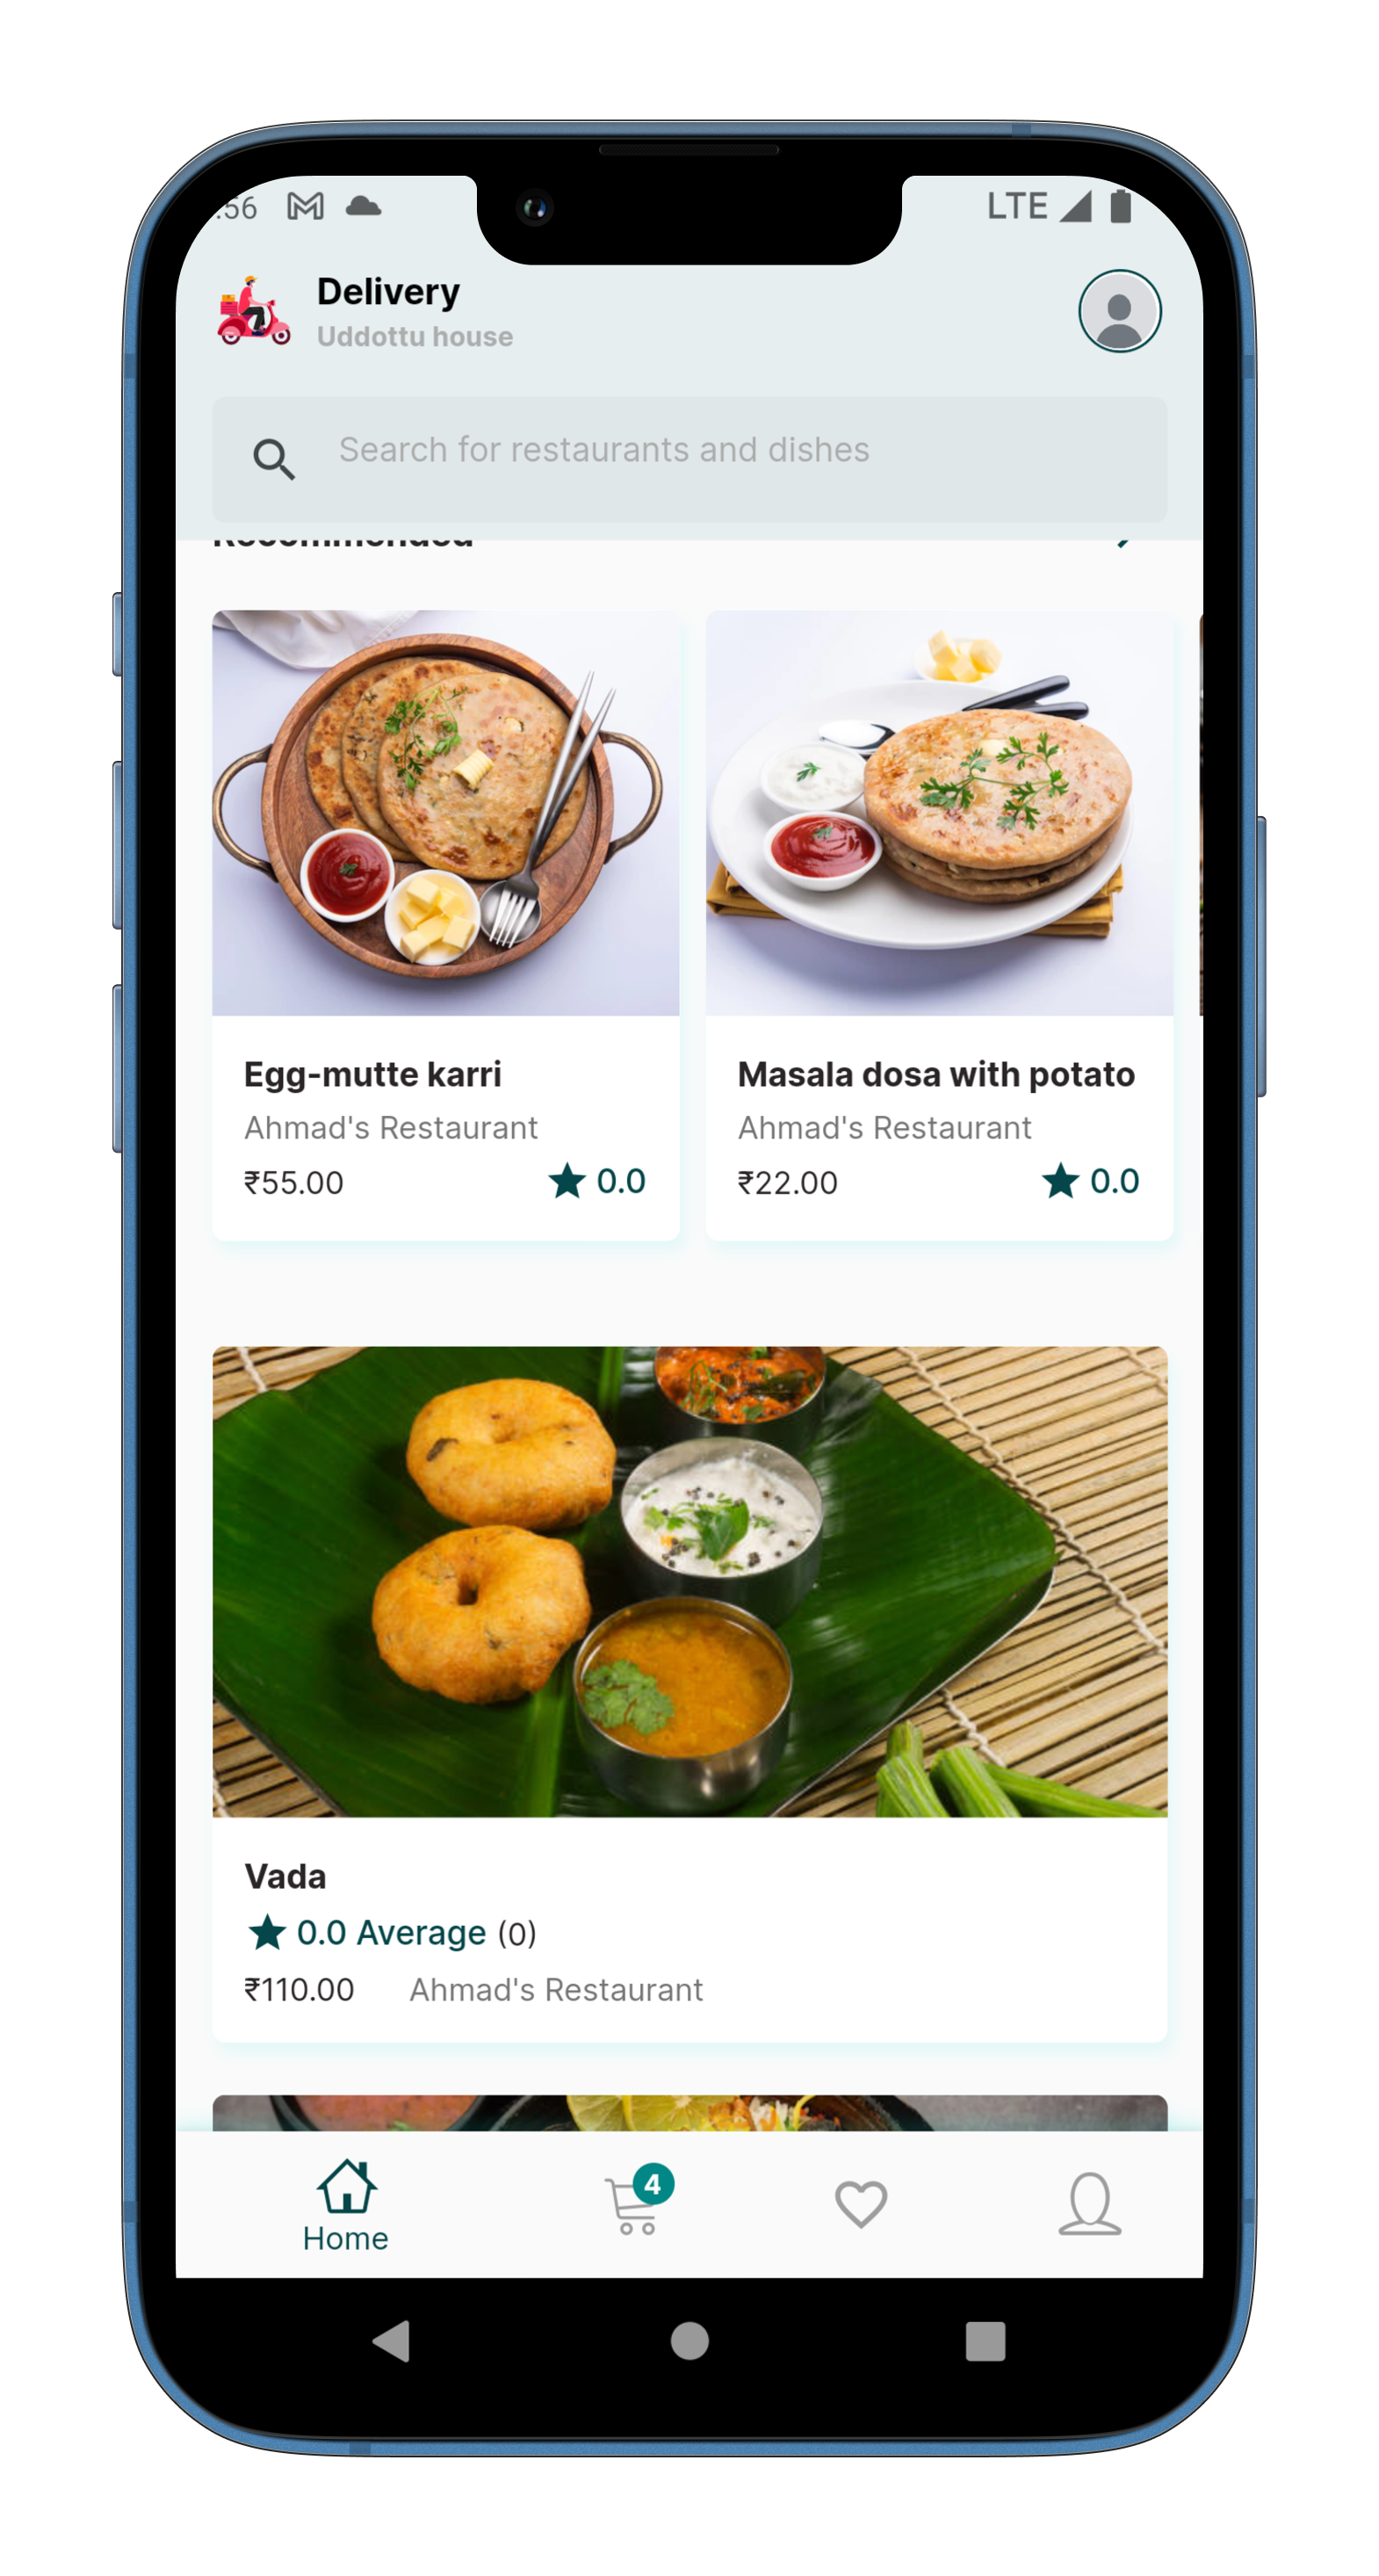 :56
LTE
Delivery
Uddottu house
Search for restaurants and dishes
Recommended
Egg-mutte karri
Ahmad's Restaurant
₹55.00
0.0
Masala dosa with potato
Ahmad's Restaurant
₹22.00
0.0
Vada
0.0 Average (0)
₹110.00 Ahmad's Restaurant
4
Home